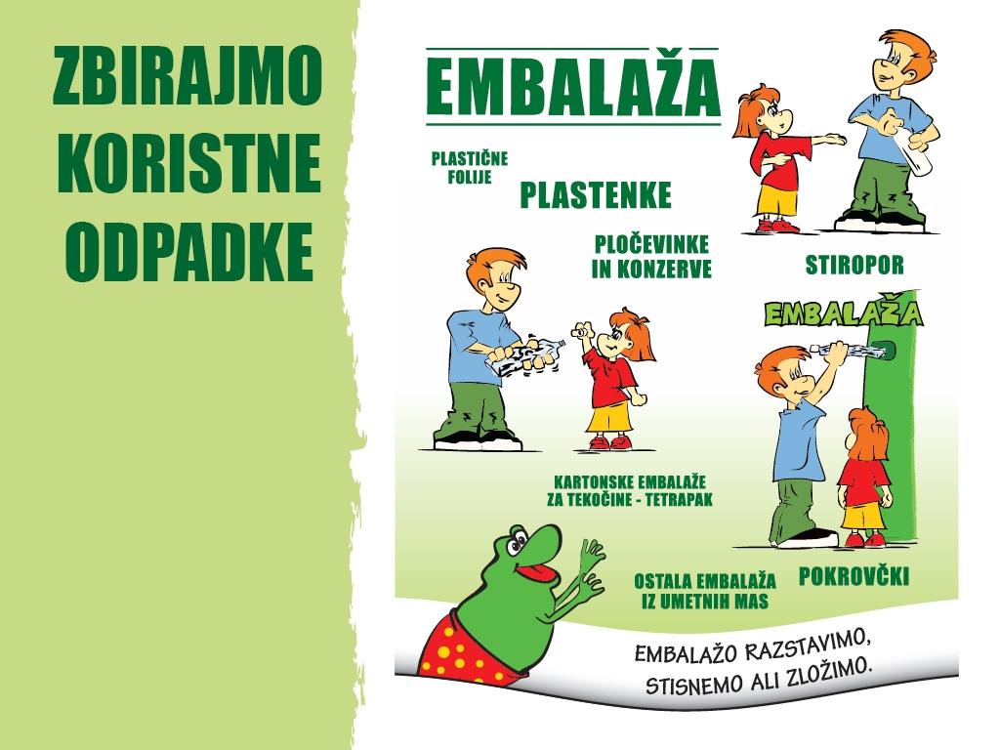 ZBIRAJMO
KORISTNE
ODPADKE
EMBALAŽA
PLASTIČNE
FOLIJE
PLASTENKE
PLOČEVINKE
IN KONZERVE
STIROPOR
EMBALAŽA
KARTONSKE EMBALAŽE
ZA TEKOČINE - TETRAPAK
OSTALA EMBALAŽA
IZ UMETNIH MAS
POKROVČKI
EMBALAŽO RAZSTAVIMO,
STISNEMO ALI ZLOŽIMO.